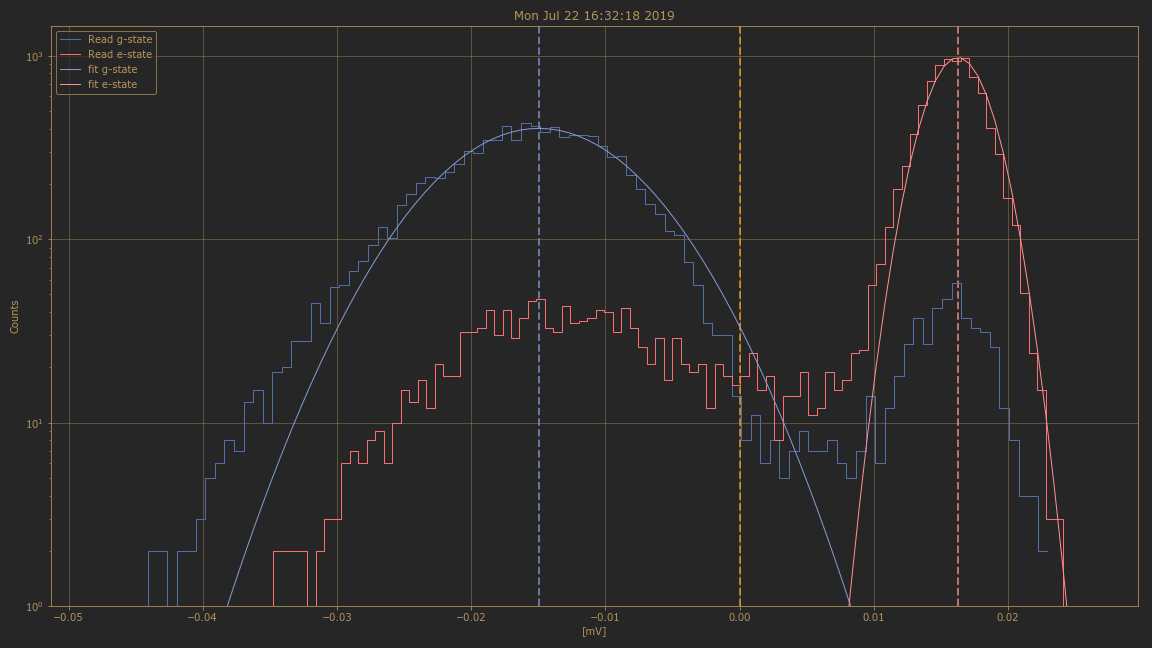 Mon Jul 22 16:32:18 2019
Read g-state
Read e-state
fit g-state
fit e-state
10³
10²
10¹
10⁰
Counts
−0.05 −0.04 −0.03 −0.02 −0.01 0.00 0.01 0.02
[mV]